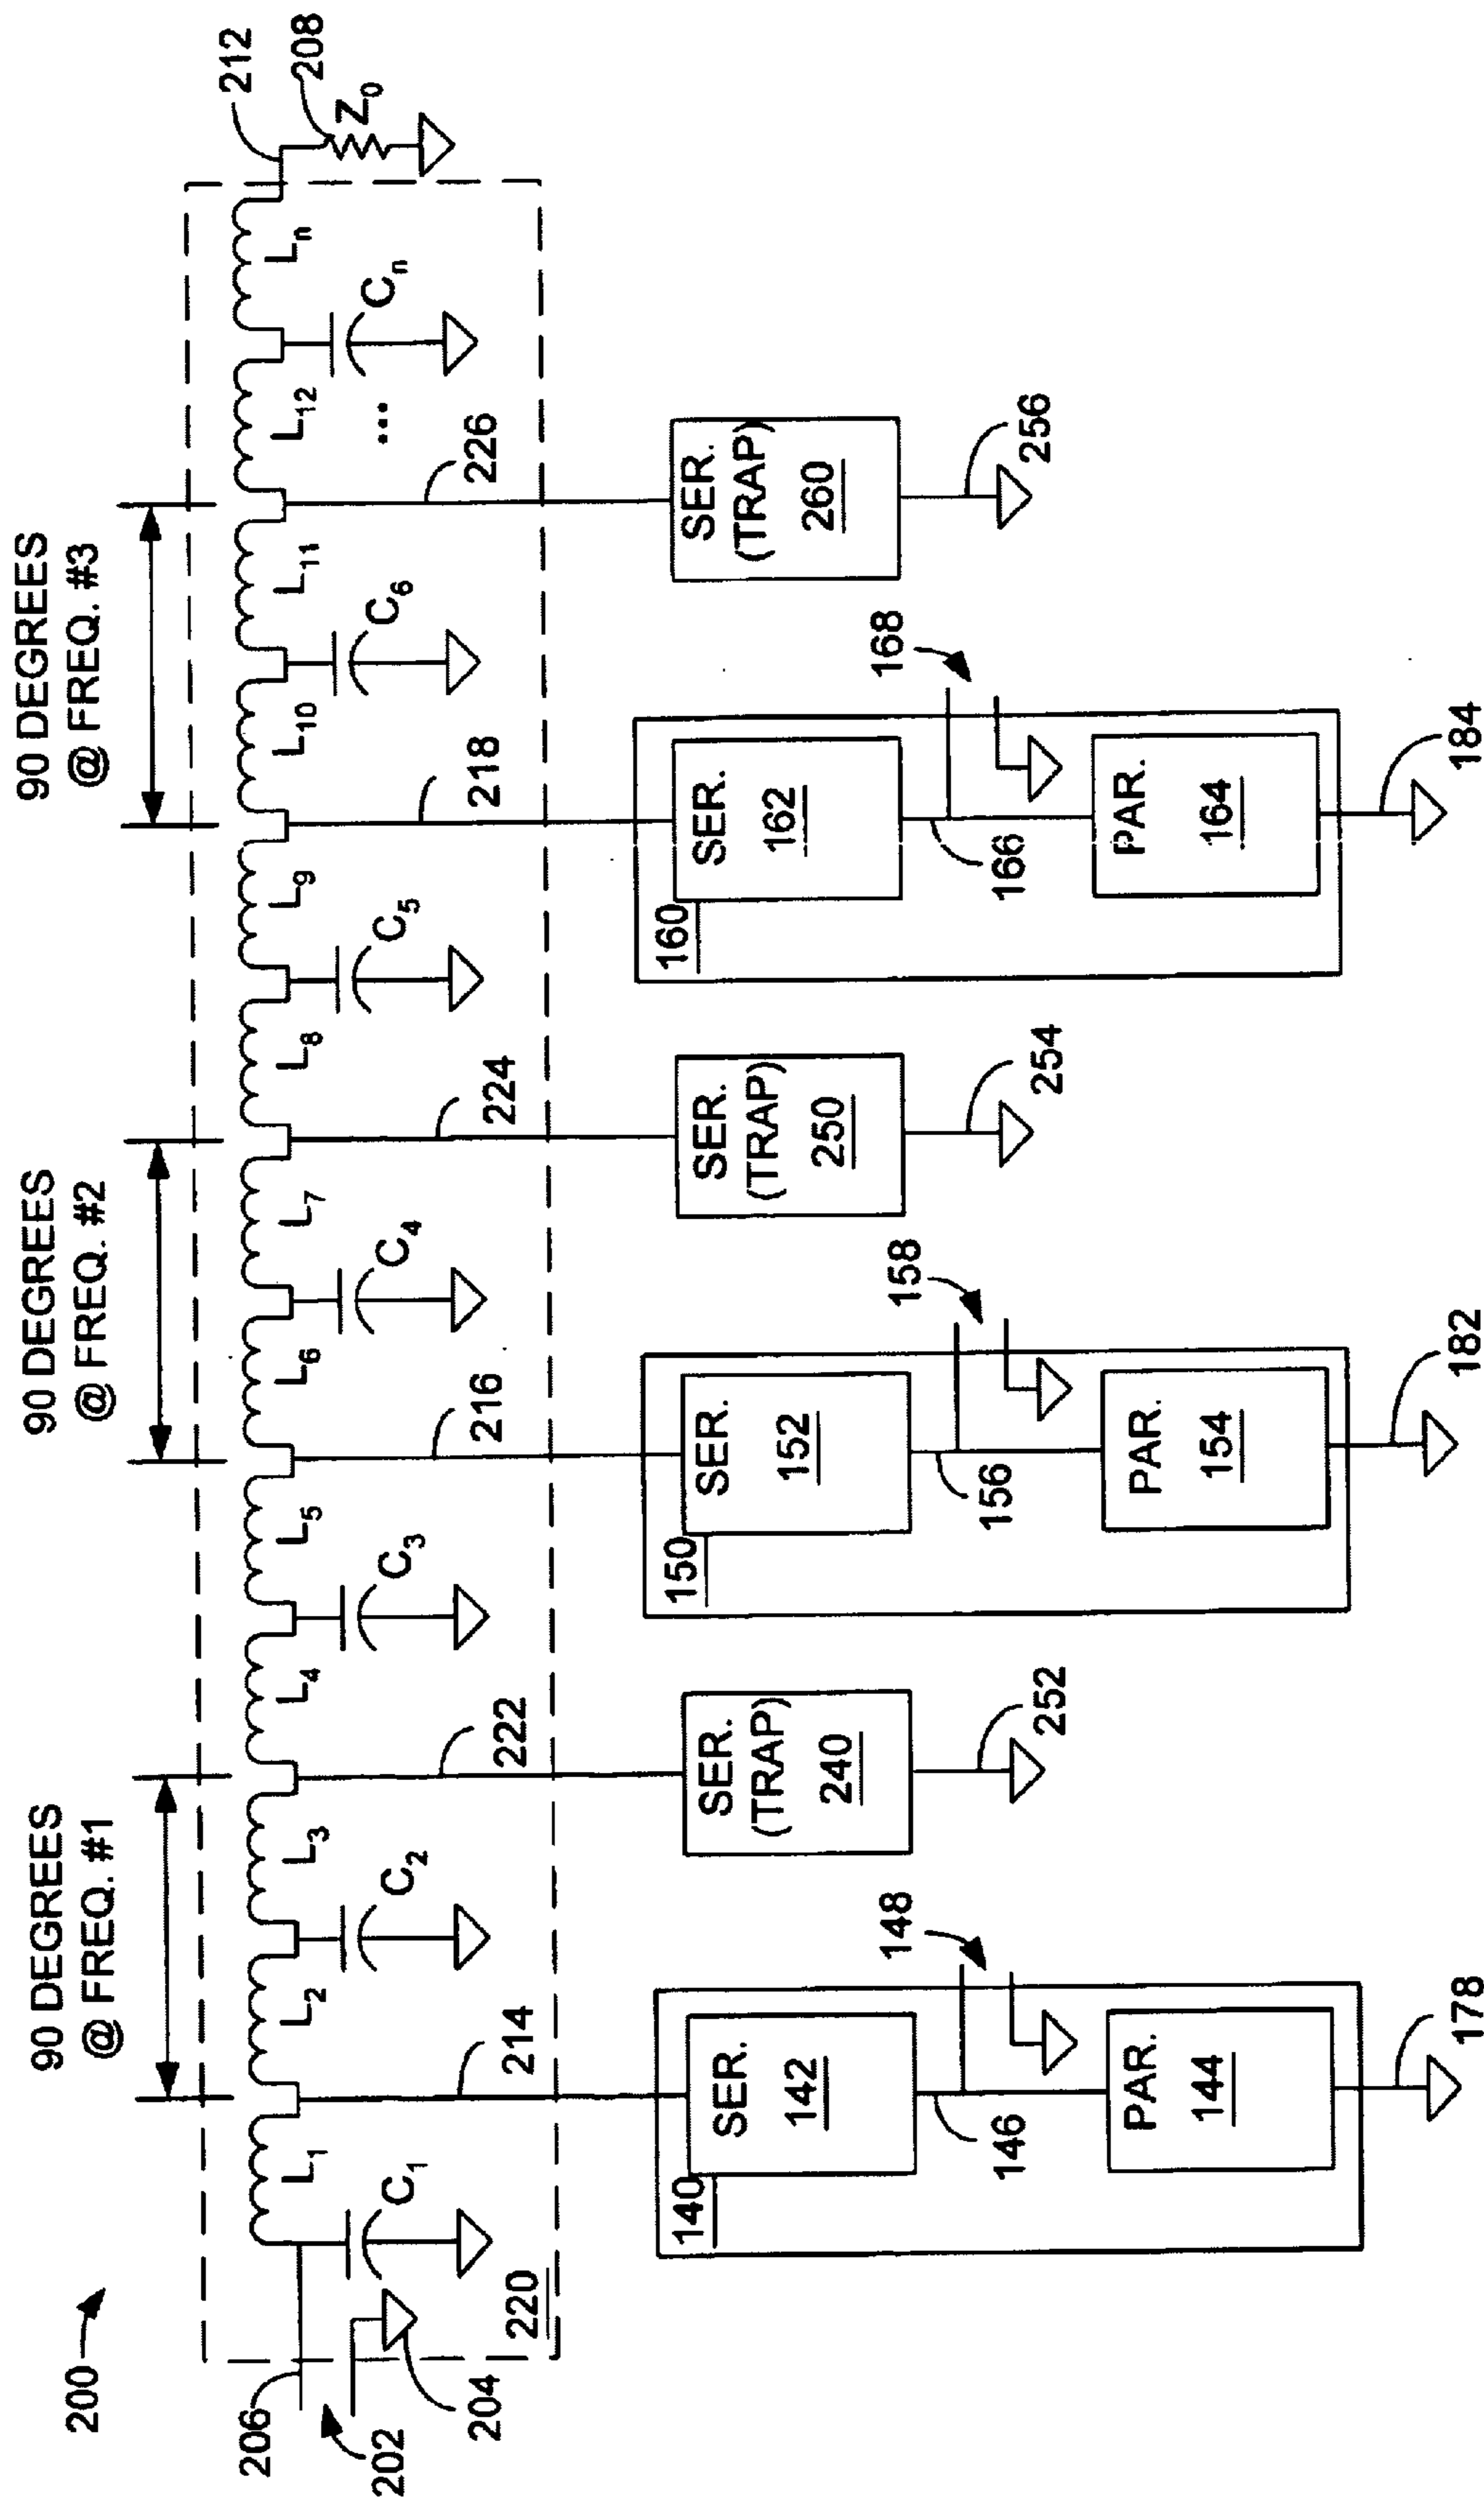 200
90 DEGREES
@ FREQ. #1
90 DEGREES
@ FREQ. #2
90 DEGREES
@ FREQ. #3
206
202
204
220
C1
L1
214
L2
C2
L3
222
L4
C3
L5
216
L6
C4
L7
224
L8
C5
L9
218
L10
C6
L11
226
L12
...
Cn
Ln
212
208
Z0
140
SER.
142
146
148
PAR.
144
178
SER.
(TRAP)
240
252
150
SER.
152
156
158
PAR.
154
182
SER.
(TRAP)
250
254
160
SER.
162
166
168
PAR.
164
184
SER.
(TRAP)
260
256